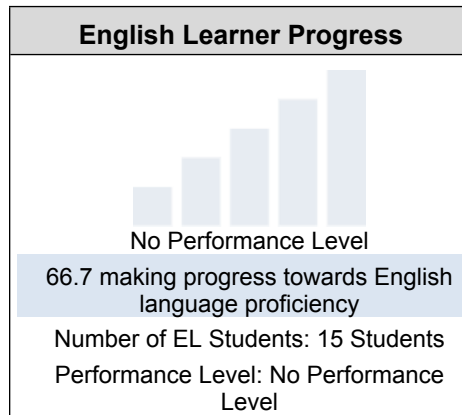 English Learner Progress
No Performance Level
66.7 making progress towards English
language proficiency
Number of EL Students: 15 Students
Performance Level: No Performance
Level